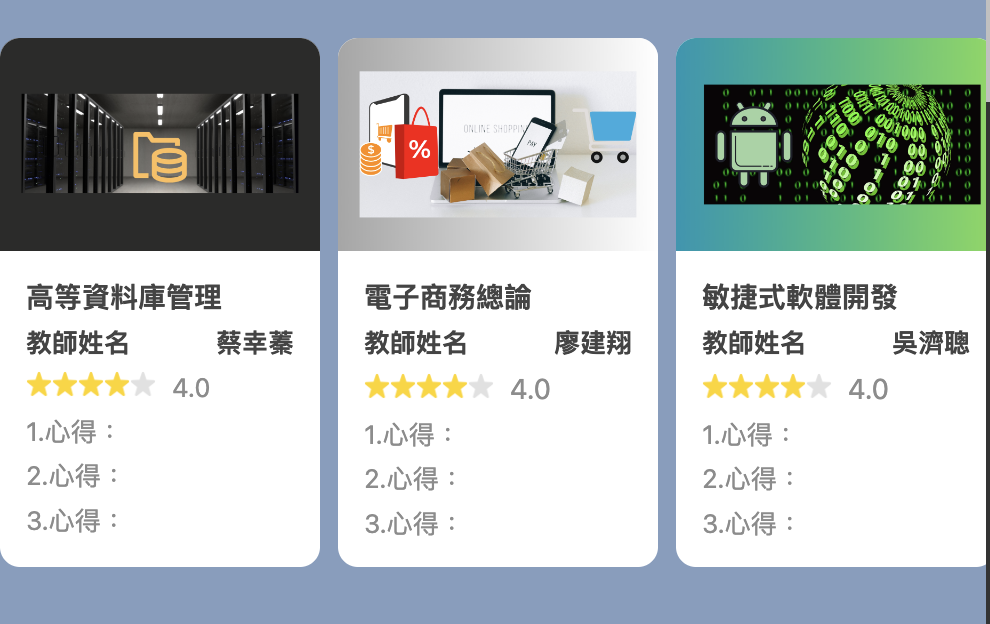 ONLINE SHOPPIN
PAY
$
%
高等資料庫管理
教師姓名 蔡幸蓁
4.0
1.心得：
2.心得：
3.心得：
電子商務總論
教師姓名 廖建翔
4.0
1.心得：
2.心得：
3.心得：
敏捷式軟體開發
教師姓名 吳濟聰
4.0
1.心得：
2.心得：
3.心得：